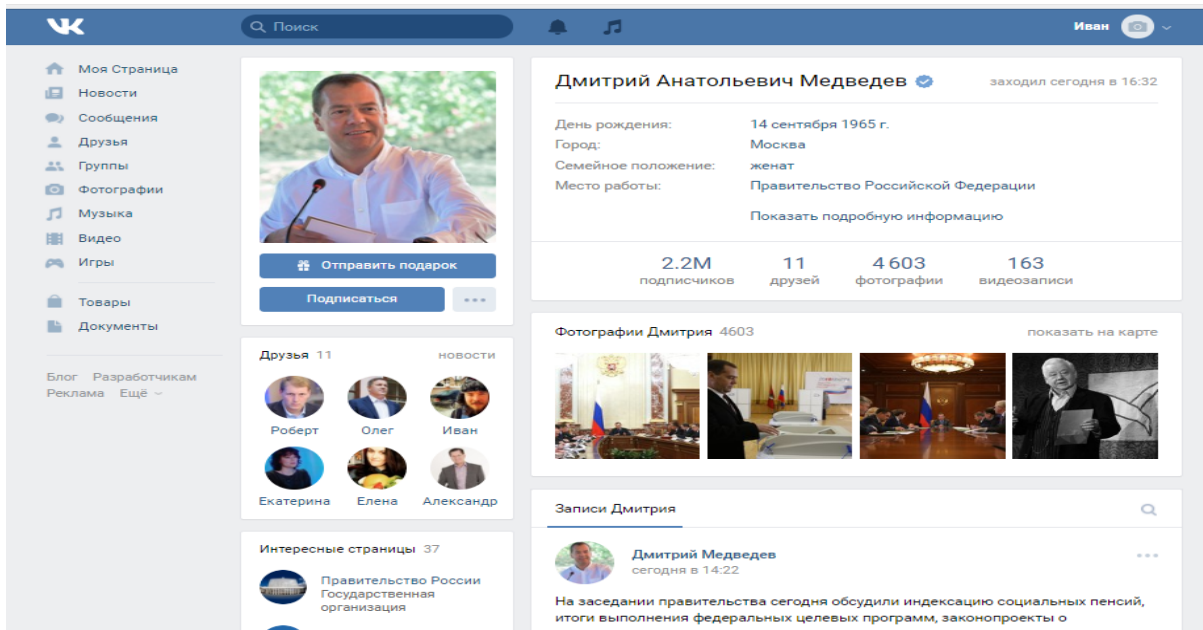 Поиск
Иван
Моя Страница
Новости
Сообщения
Друзья
Группы
Фотографии
Музыка
Видео
Игры
Товары
Документы
Блог Разработчикам
Реклама Ещё
Отправить подарок
Подписаться
Друзья 11 новости
Роберт Олег Иван
Екатерина Елена Александр
Интересные страницы 37
Правительство России
Государственная
организация
Дмитрий Анатольевич Медведев заходил сегодня в 16:32
День рождения: 14 сентября 1965 г.
Город: Москва
Семейное положение: женат
Место работы: Правительство Российской Федерации
Показать подробную информацию
2.2M 11 4 603 163
подписчиков друзей фотографии видеозаписи
Фотографии Дмитрия 4603 показать на карте
Записи Дмитрия
Дмитрий Медведев
сегодня в 14:22
На заседании правительства сегодня обсудили индексацию социальных пенсий,
итоги выполнения федеральных целевых программ, законопроекты о